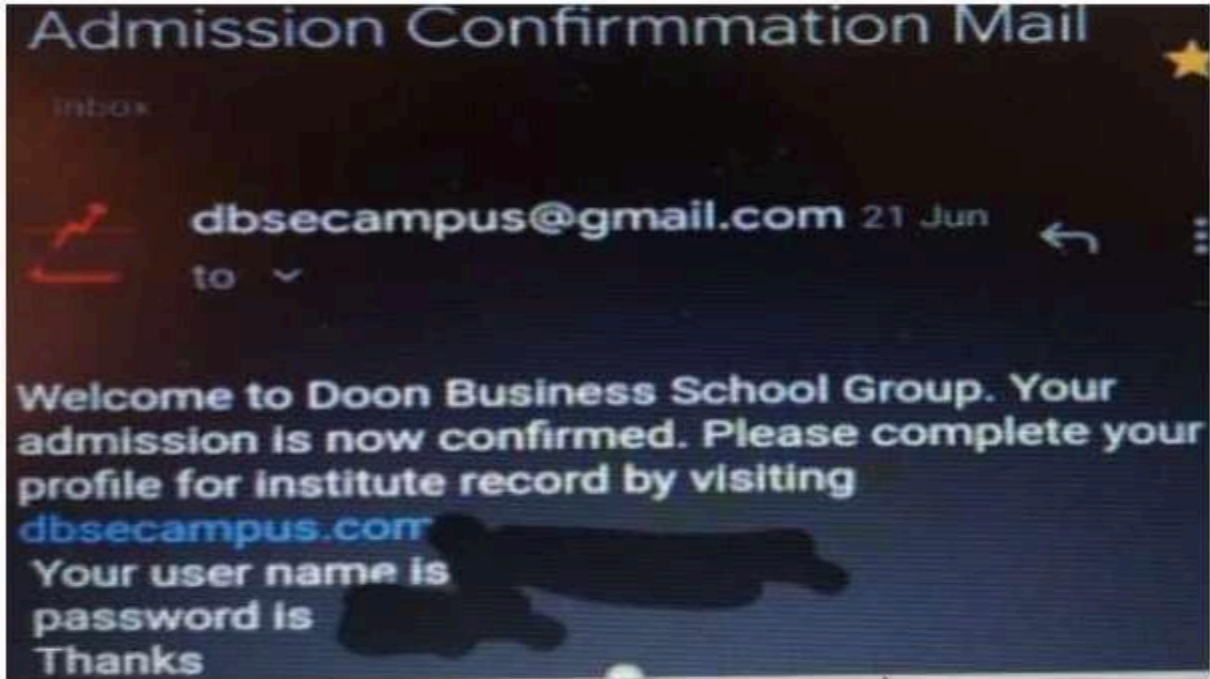 Admission Confirmmation Mail
Inbox
dbsecampus@gmail.com 21 Jun
to
Welcome to Doon Business School Group. Your
admission is now confirmed. Please complete your
profile for institute record by visiting
dbsecampus.com
Your user name is
password is
Thanks